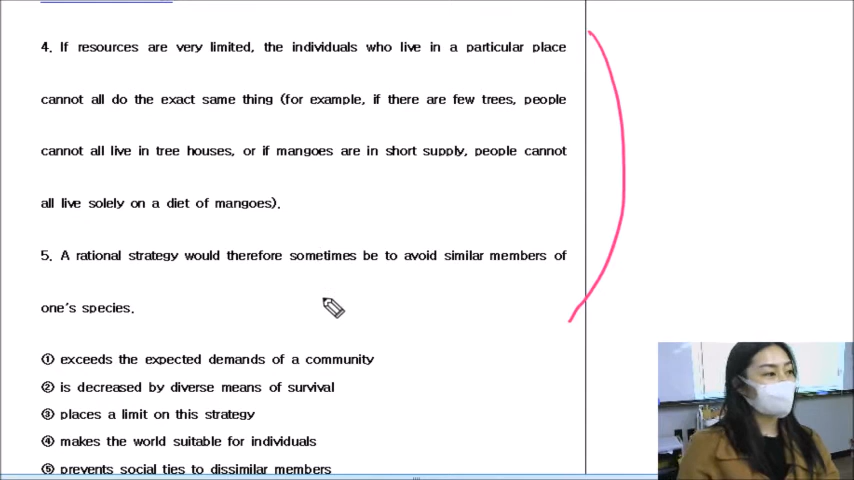 4. If resources are very limited, the individuals who live in a particular place
cannot all do the exact same thing (for example, if there are few trees, people
cannot all live in tree houses, or if mangoes are in short supply, people cannot
all live solely on a diet of mangoes).
5. A rational strategy would therefore sometimes be to avoid similar members of
one's species.
① exceeds the expected demands of a community
② is decreased by diverse means of survival
③ places a limit on this strategy
④ makes the world suitable for individuals
⑤ prevents social ties to dissimilar members